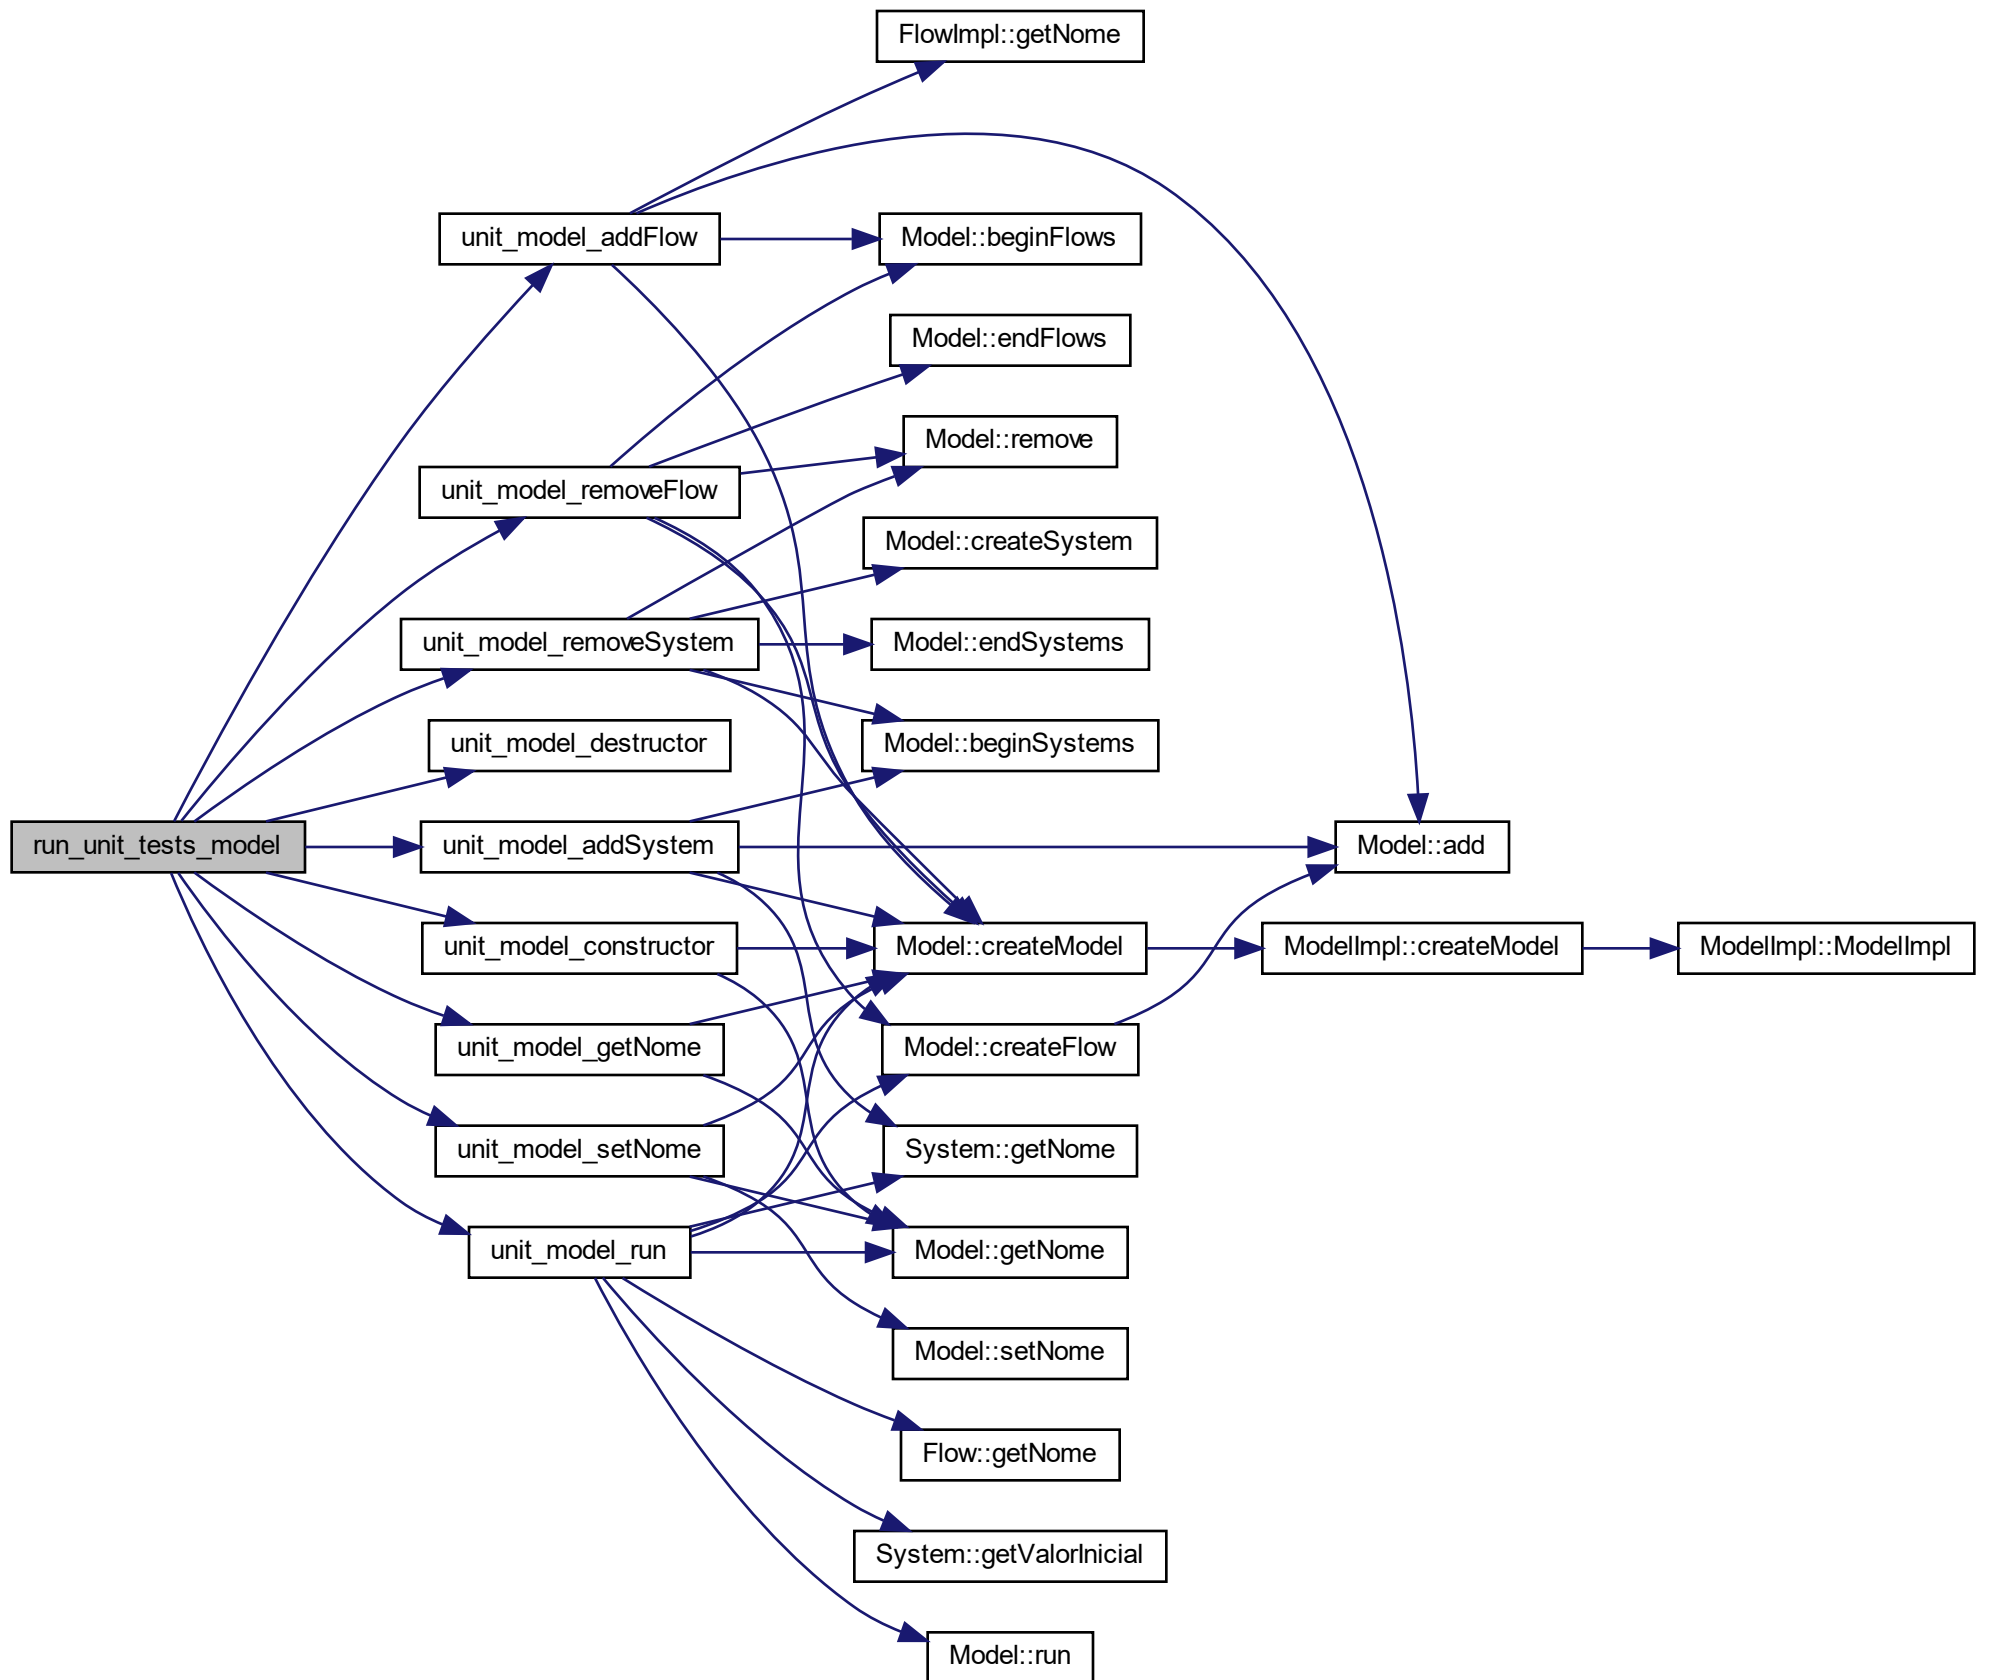 FlowImpl::getNome
unit_model_addFlow
Model::beginFlows
Model::endFlows
Model::remove
unit_model_removeFlow
Model::createSystem
unit_model_removeSystem
Model::endSystems
unit_model_destructor
Model::beginSystems
run_unit_tests_model
unit_model_addSystem
Model::add
unit_model_constructor
Model::createModel
ModelImpl::createModel
ModelImpl::ModelImpl
unit_model_getNome
Model::createFlow
unit_model_setNome
System::getNome
unit_model_run
Model::getNome
Model::setNome
Flow::getNome
System::getValorInicial
Model::run